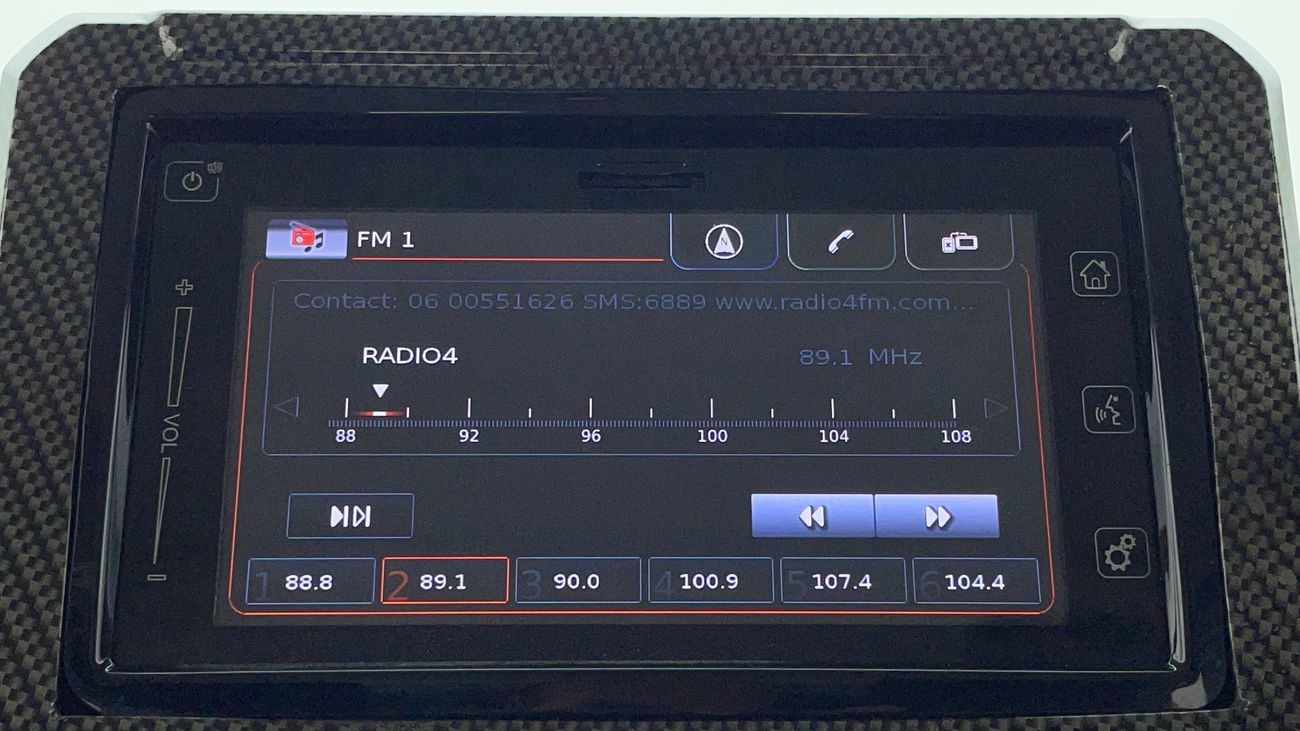 FM 1
N
Contact: 06 00551626 SMS:6889 www.radio4fm.com...
RADIO4
89.1 MHz
88 92 96 100 104 108
VOL
1 88.8
2 89.1
3 90.0
4 100.9
5 107.4
6 104.4